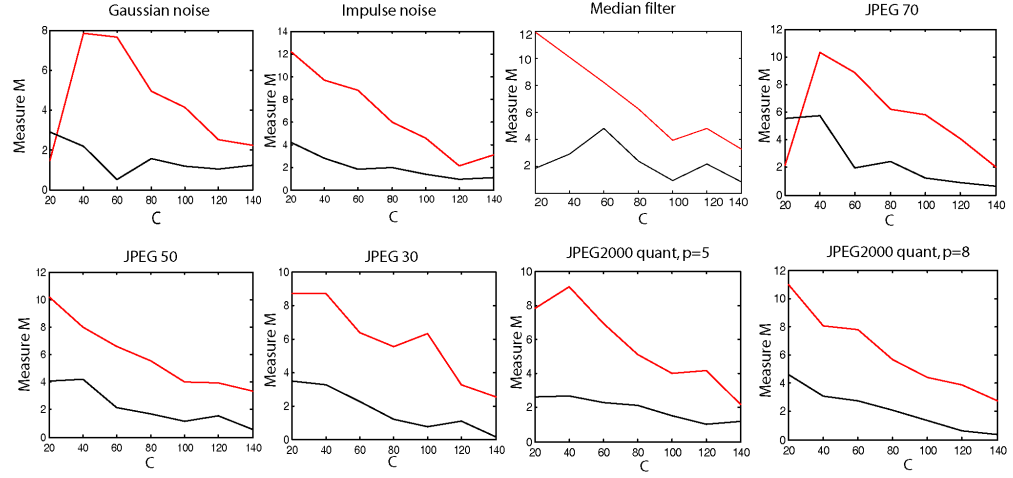 Gaussian noise
Impulse noise
Median filter
JPEG 70
Measure M
8
6
4
2
0
20 40 60 80 100 120 140
C
Measure M
14
12
10
8
6
4
2
0
20 40 60 80 100 120 140
C
Measure M
12
10
8
6
4
2
20 40 60 80 100 120 140
C
Measure M
12
10
8
6
4
2
0
20 40 60 80 100 120 140
C
JPEG 50
JPEG 30
JPEG2000 quant, p=5
JPEG2000 quant, p=8
Measure M
12
10
8
6
4
2
0
20 40 60 80 100 120 140
C
Measure M
10
8
6
4
2
0
20 40 60 80 100 120 140
C
Measure M
10
8
6
4
2
0
20 40 60 80 100 120 140
C
Measure M
12
10
8
6
4
2
0
20 40 60 80 100 120 140
C